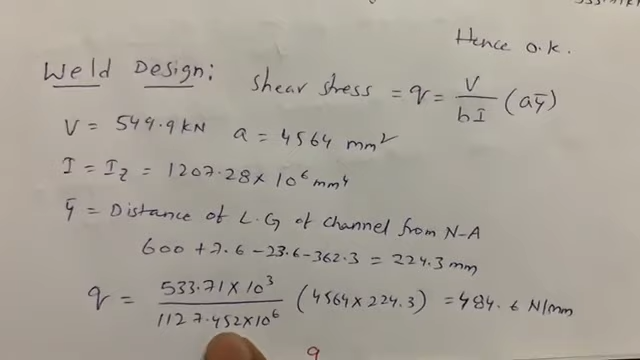 Hence o.k.
Weld Design: Shear stress = q = V/bI (aȳ)
V = 549.9 kN a = 4564 mm²
I = Iz = 1207.28 × 10⁶ mm⁴
ȳ = Distance of C.G of channel from N-A
600 + 7.6 - 23.6 - 362.3 = 224.3 mm
q = 533.71 × 10³ / 1127.452 × 10⁶ (4564 × 224.3) = 484.6 N/mm